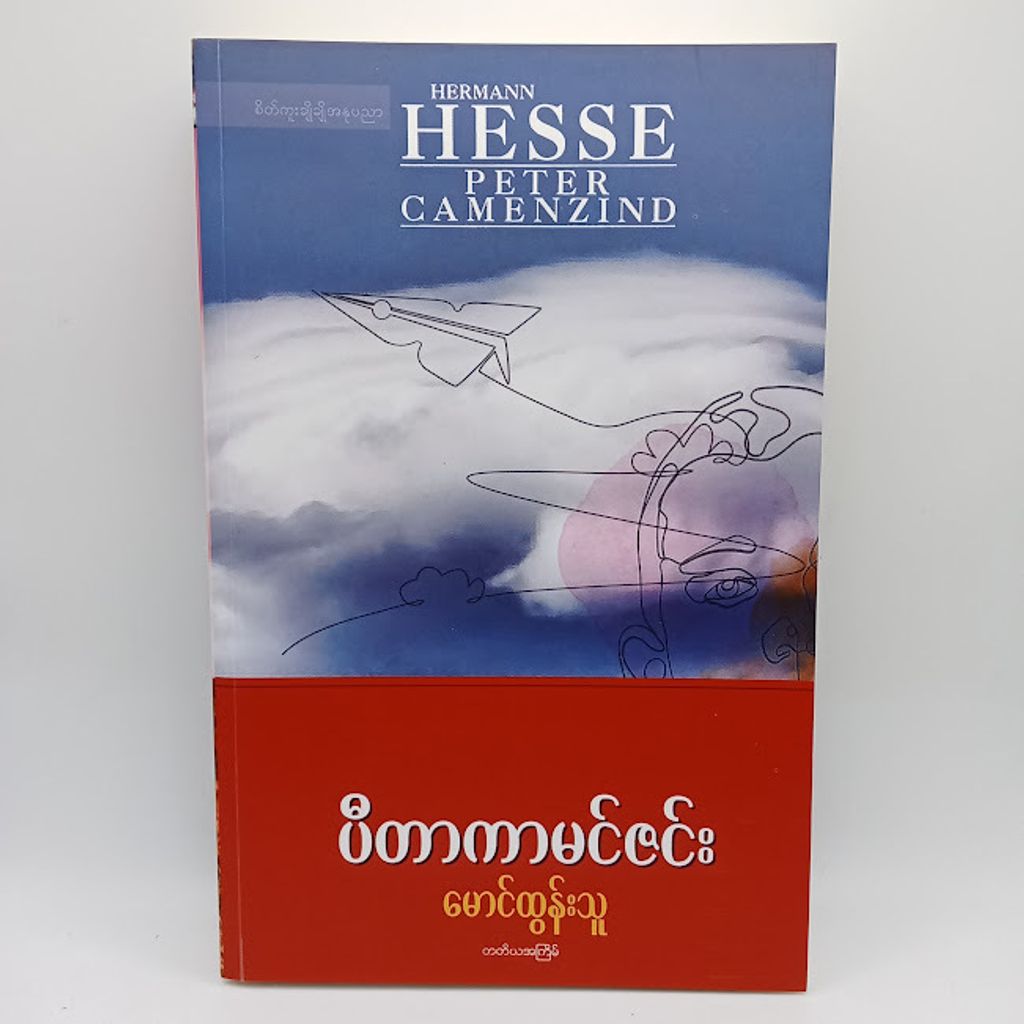 စိတ်ကူးချိုချိုအနုပညာ
HERMANN
HESSE
PETER
CAMENZIND
ပီတာကာမင်ဇင်း
မောင်ထွန်းသူ
တတိယအကြိမ်